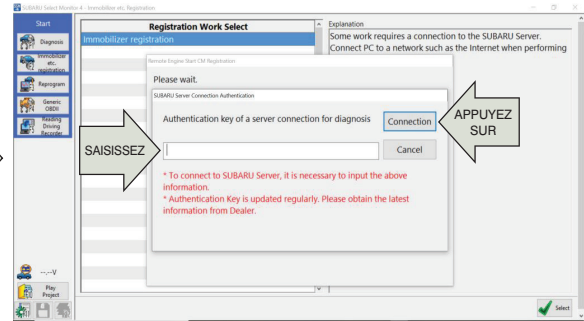 SUBARU Select Monitor 4 - Immobilizer etc. Registration
Start
Diagnosis
Immobilizer
etc.
registration
Reprogram
Generic
OBDII
Reading
Driving
Recorder
--.--V
Play
Project
Registration Work Select
Immobilizer registration
Explanation
Some work requires a connection to the SUBARU Server.
Connect PC to a network such as the Internet when performing
Remote Engine Start CM Registration
Please wait.
SUBARU Server Connection Authentication
Authentication key of a server connection for diagnosis
Connection
Cancel
* To connect to SUBARU Server, it is necessary to input the above
information.
* Authentication Key is updated regularly. Please obtain the latest
information from Dealer.
SAISISSEZ
APPUYEZ
SUR
Select